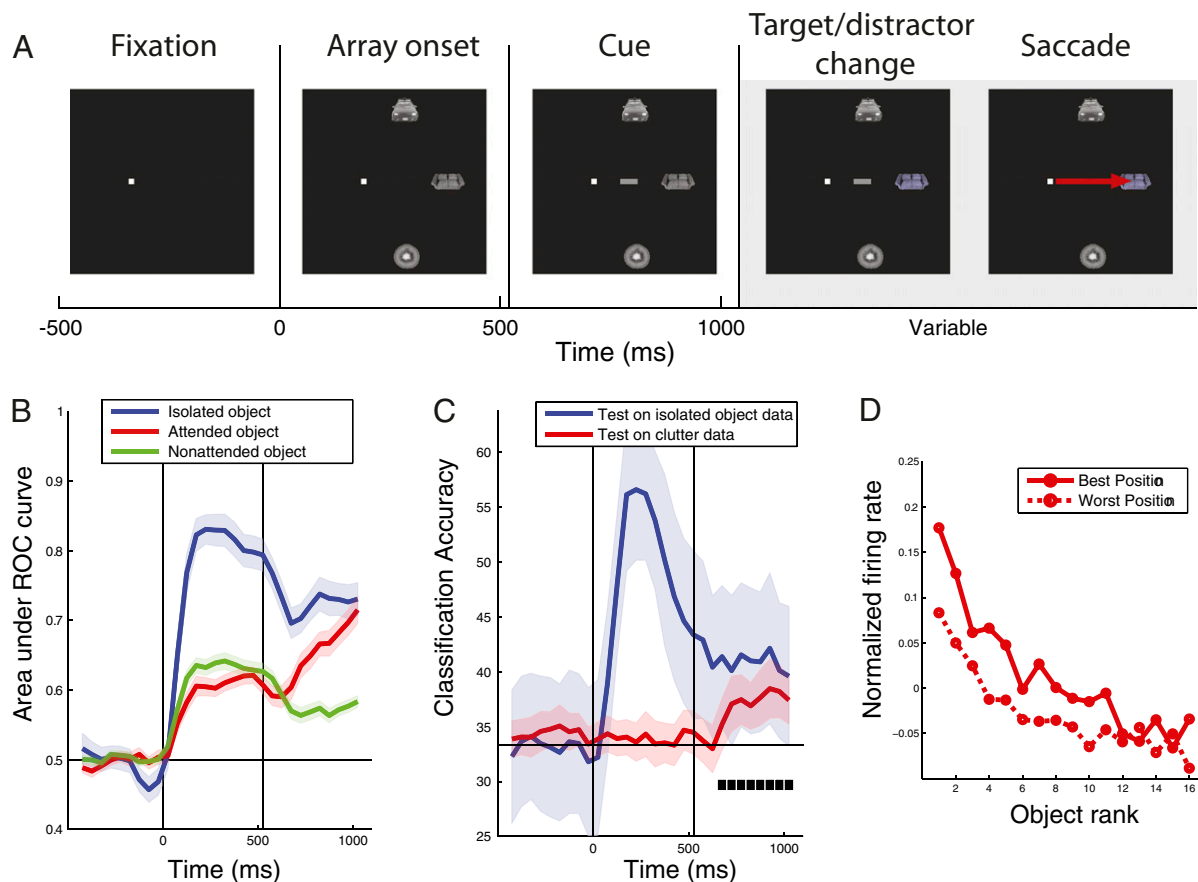 A
Fixation
Array onset
Cue
Target/distractor
change
Saccade
-500
0
500
1000
Variable
Time (ms)
B
Isolated object
Attended object
Nonattended object
Area under ROC curve
1
0.9
0.8
0.7
0.6
0.5
0.4
0
500
1000
Time (ms)
C
Test on isolated object data
Test on clutter data
Classification Accuracy
60
55
50
45
40
35
30
25
0
500
1000
Time (ms)
D
Best Position
Worst Position
Normalized firing rate
0.25
0.2
0.15
0.1
0.05
0
-0.05
2
4
6
8
10
12
14
16
Object rank